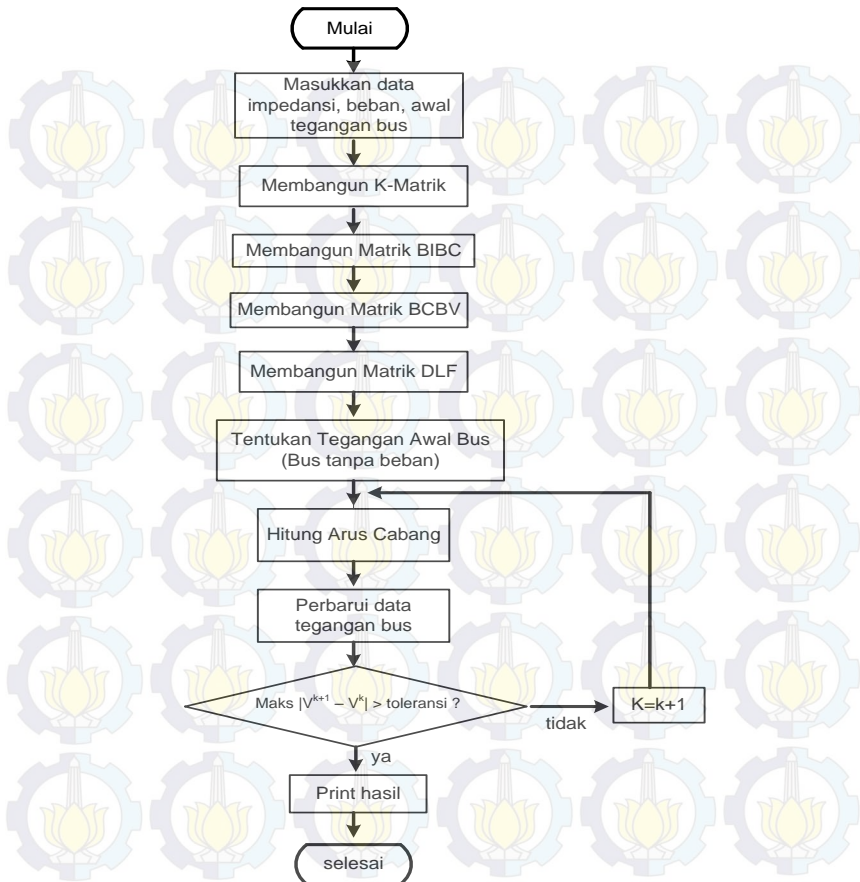 Mulai
Masukkan data
impedansi, beban, awal
tegangan bus
Membangun K-Matrik
Membangun Matrik BIBC
Membangun Matrik BCBV
Membangun Matrik DLF
Tentukan Tegangan Awal Bus
(Bus tanpa beban)
Hitung Arus Cabang
Perbarui data
tegangan bus
Maks |V^{k+1} – V^k| > toleransi ?
tidak
K=k+1
ya
Print hasil
selesai